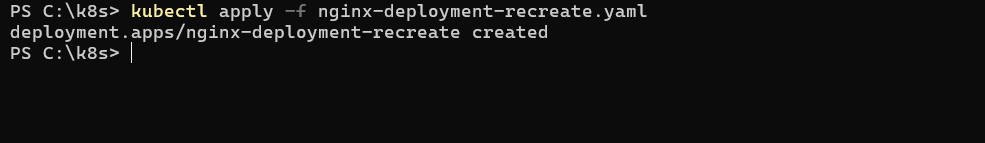 PS C:\k8s> kubectl apply -f nginx-deployment-recreate.yaml
deployment.apps/nginx-deployment-recreate created
PS C:\k8s>